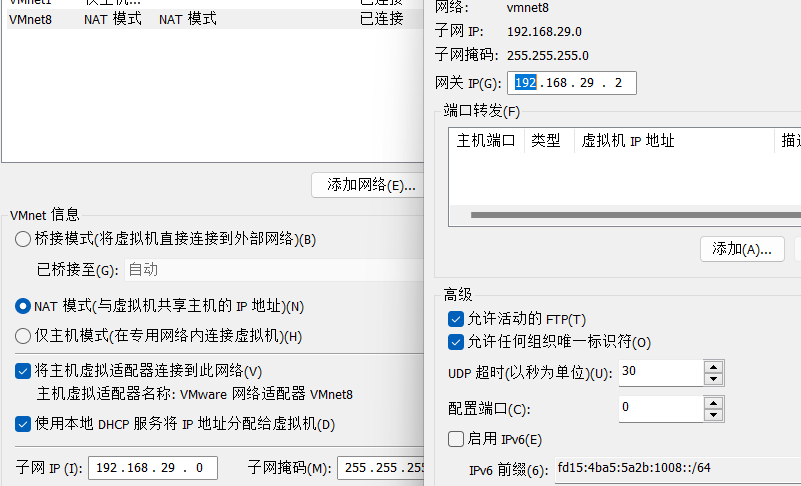 VMnet1 仅主机... 已连接
VMnet8 NAT 模式 NAT 模式 已连接
添加网络(E)...
VMnet 信息
桥接模式(将虚拟机直接连接到外部网络)(B)
已桥接至(G): 自动
NAT 模式(与虚拟机共享主机的 IP 地址)(N)
仅主机模式(在专用网络内连接虚拟机)(H)
将主机虚拟适配器连接到此网络(V)
主机虚拟适配器名称: VMware 网络适配器 VMnet8
使用本地 DHCP 服务将 IP 地址分配给虚拟机(D)
子网 IP (I): 192 . 168 . 29 . 0 子网掩码(M): 255 . 255 . 255
网络: vmnet8
子网 IP: 192.168.29.0
子网掩码: 255.255.255.0
网关 IP(G): 192 . 168 . 29 . 2
端口转发(F)
主机端口 类型 虚拟机 IP 地址 描述
添加(A)...
高级
允许活动的 FTP(T)
允许任何组织唯一标识符(O)
UDP 超时(以秒为单位)(U): 30
配置端口(C): 0
启用 IPv6(E)
IPv6 前缀(6): fd15:4ba5:5a2b:1008::/64